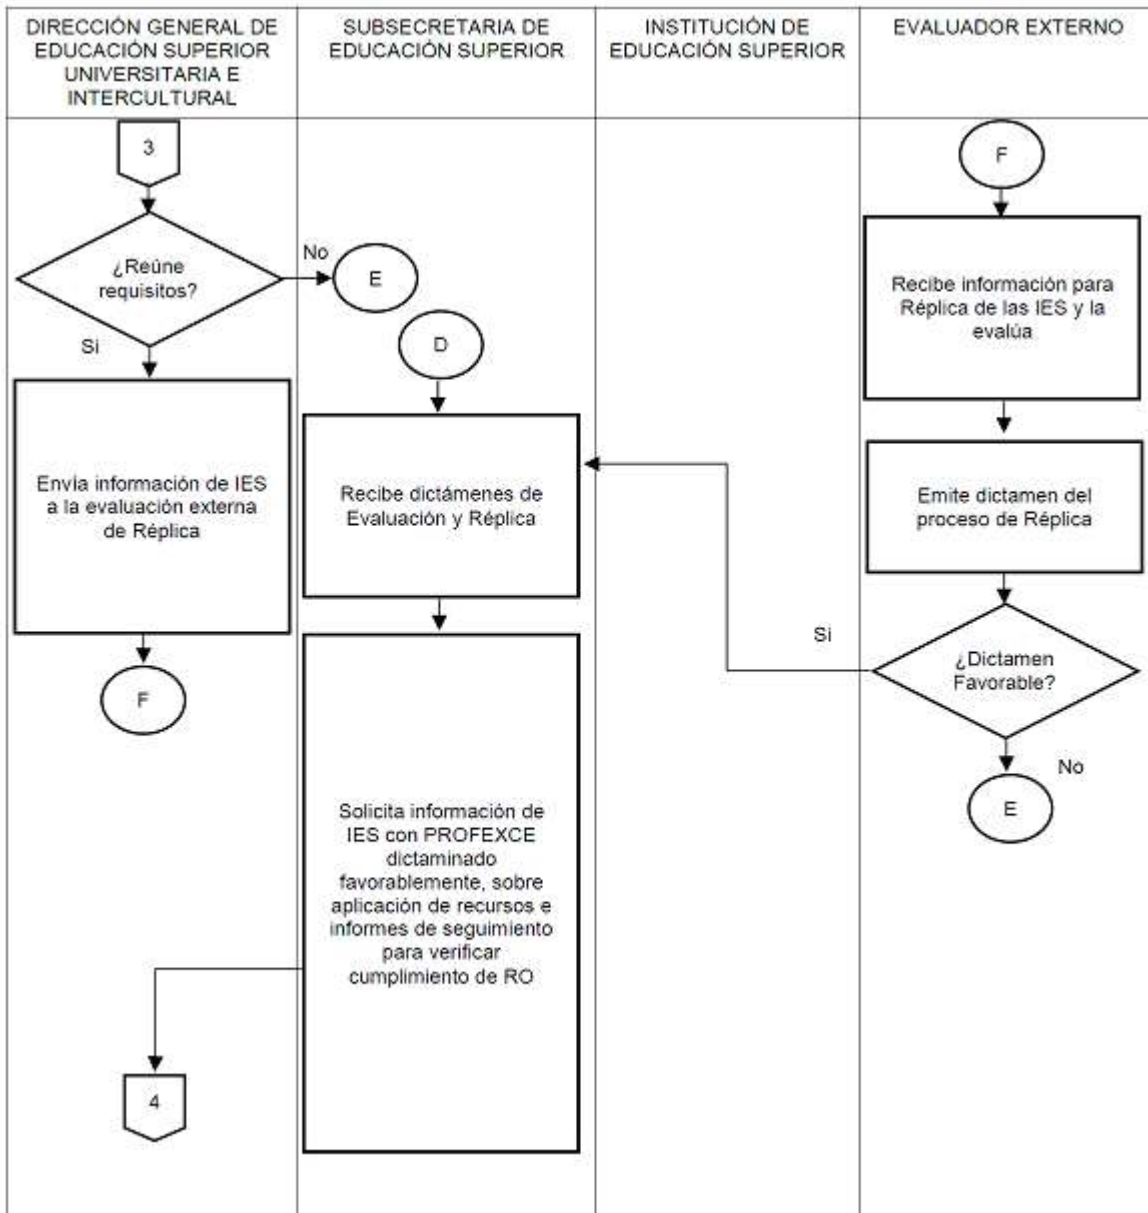 DIRECCIÓN GENERAL DE
EDUCACIÓN SUPERIOR
UNIVERSITARIA E
INTERCULTURAL
SUBSECRETARIA DE
EDUCACIÓN SUPERIOR
INSTITUCIÓN DE
EDUCACIÓN SUPERIOR
EVALUADOR EXTERNO
3
¿Reúne
requisitos?
No
E
Si
Envía información de IES
a la evaluación externa
de Réplica
F
D
Recibe dictámenes de
Evaluación y Réplica
Solicita información de
IES con PROFEXCE
dictaminado
favorablemente, sobre
aplicación de recursos e
informes de seguimiento
para verificar
cumplimiento de RO
4
F
Recibe información para
Réplica de las IES y la
evalúa
Emite dictamen del
proceso de Réplica
¿Dictamen
Favorable?
Si
No
E